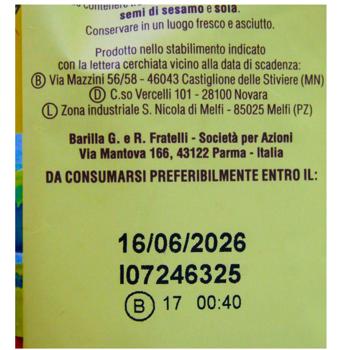 semi di sesamo e soia.
Conservare in un luogo fresco e asciutto.
Prodotto nello stabilimento indicato
con la lettera cerchiata vicino alla data di scadenza:
Ⓑ Via Mazzini 56/58 - 46043 Castiglione delle Stiviere (MN)
Ⓓ C.so Vercelli 101 - 28100 Novara
Ⓛ Zona industriale S. Nicola di Melfi - 85025 Melfi (PZ)
Barilla G. e R. Fratelli - Società per Azioni
Via Mantova 166, 43122 Parma - Italia
DA CONSUMARSI PREFERIBILMENTE ENTRO IL:
16/06/2026
I07246325
Ⓑ 17 00:40